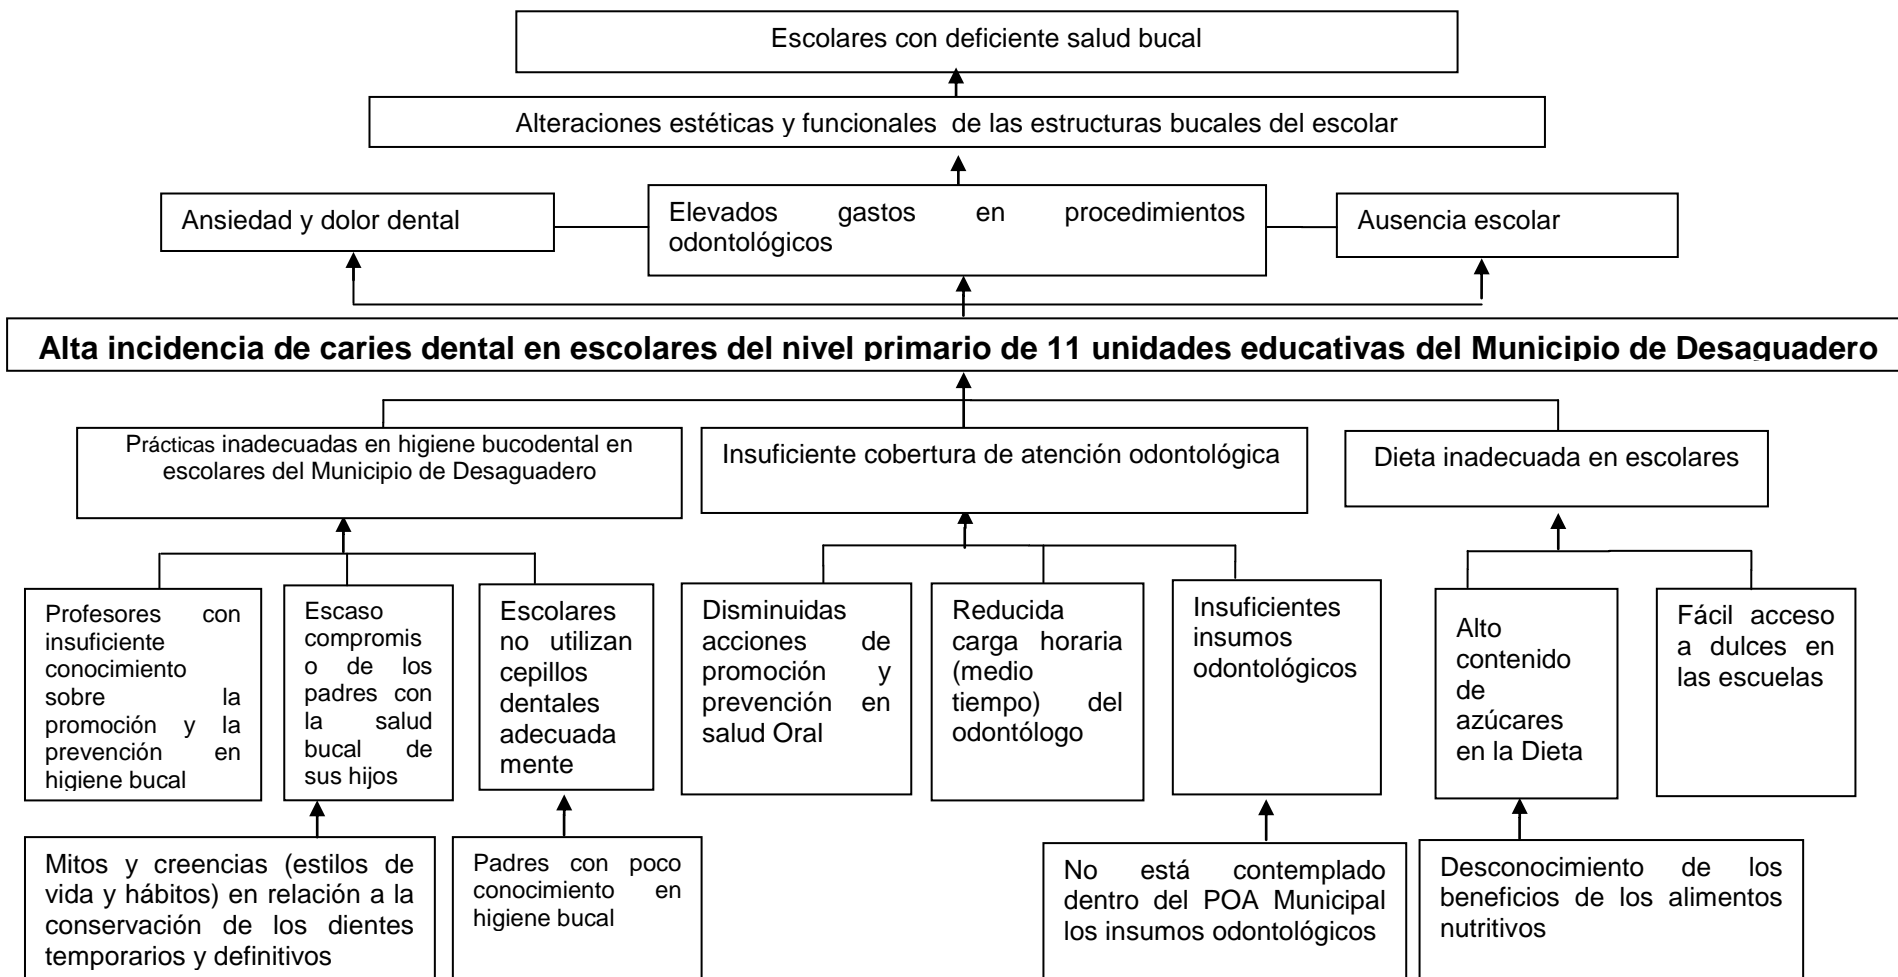 Escolares con deficiente salud bucal
Alteraciones estéticas y funcionales de las estructuras bucales del escolar
Ansiedad y dolor dental
Elevados gastos en procedimientos
odontológicos
Ausencia escolar
Alta incidencia de caries dental en escolares del nivel primario de 11 unidades educativas del Municipio de Desaguadero
Prácticas inadecuadas en higiene bucodental en
escolares del Municipio de Desaguadero
Insuficiente cobertura de atención odontológica
Dieta inadecuada en escolares
Profesores con
insuficiente
conocimiento
sobre la
promoción y la
prevención en
higiene bucal
Escaso
compromis
o de los
padres con
la salud
bucal de
sus hijos
Escolares
no utilizan
cepillos
dentales
adecuada
mente
Disminuidas
acciones de
promoción y
prevención en
salud Oral
Reducida
carga horaria
(medio
tiempo) del
odontólogo
Insuficientes
insumos
odontológicos
Alto
contenido
de
azúcares
en la Dieta
Fácil acceso
a dulces en
las escuelas
Mitos y creencias (estilos de
vida y hábitos) en relación a la
conservación de los dientes
temporarios y definitivos
Padres con poco
conocimiento en
higiene bucal
No está contemplado
dentro del POA Municipal
los insumos odontológicos
Desconocimiento de los
beneficios de los alimentos
nutritivos